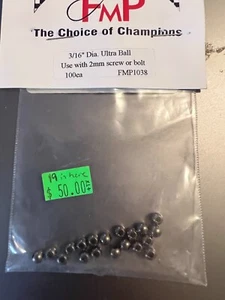 FMP
The Choice of Champions
3/16" Dia. Ultra Ball
Use with 2mm screw or bolt
100ea FMP1038
19 in here
$ 50.00